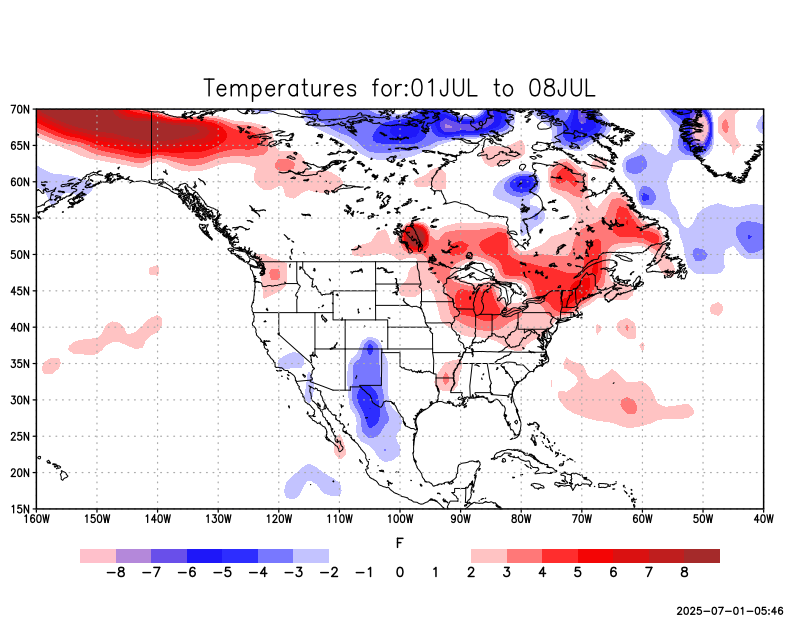 Temperatures for:01JUL to 08JUL
70N
65N
60N
55N
50N
45N
40N
35N
30N
25N
20N
15N
160W 150W 140W 130W 120W 110W 100W 90W 80W 70W 60W 50W 40W
F
-8 -7 -6 -5 -4 -3 -2 -1 0 1 2 3 4 5 6 7 8
2025-07-01-05:46